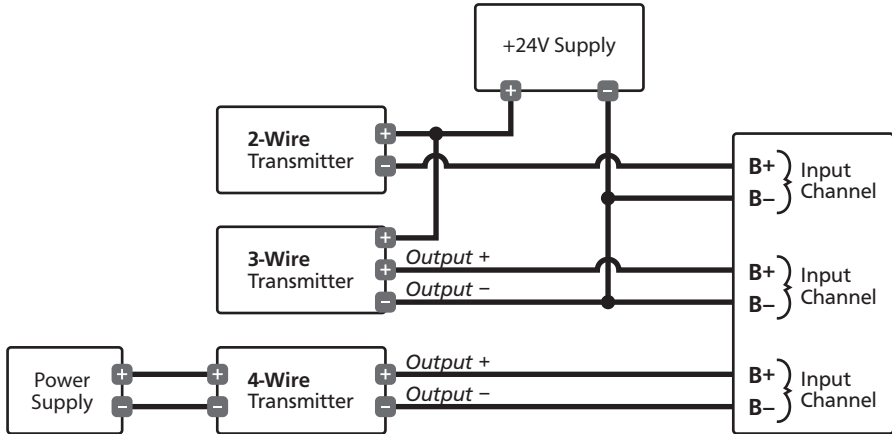 +24V Supply
+ −
2-Wire
Transmitter
+
−
B+
B−
Input
Channel
3-Wire
Transmitter
+
+
−
Output +
Output −
B+
B−
Input
Channel
Power
Supply
+
−
+
−
4-Wire
Transmitter
+
−
Output +
Output −
B+
B−
Input
Channel